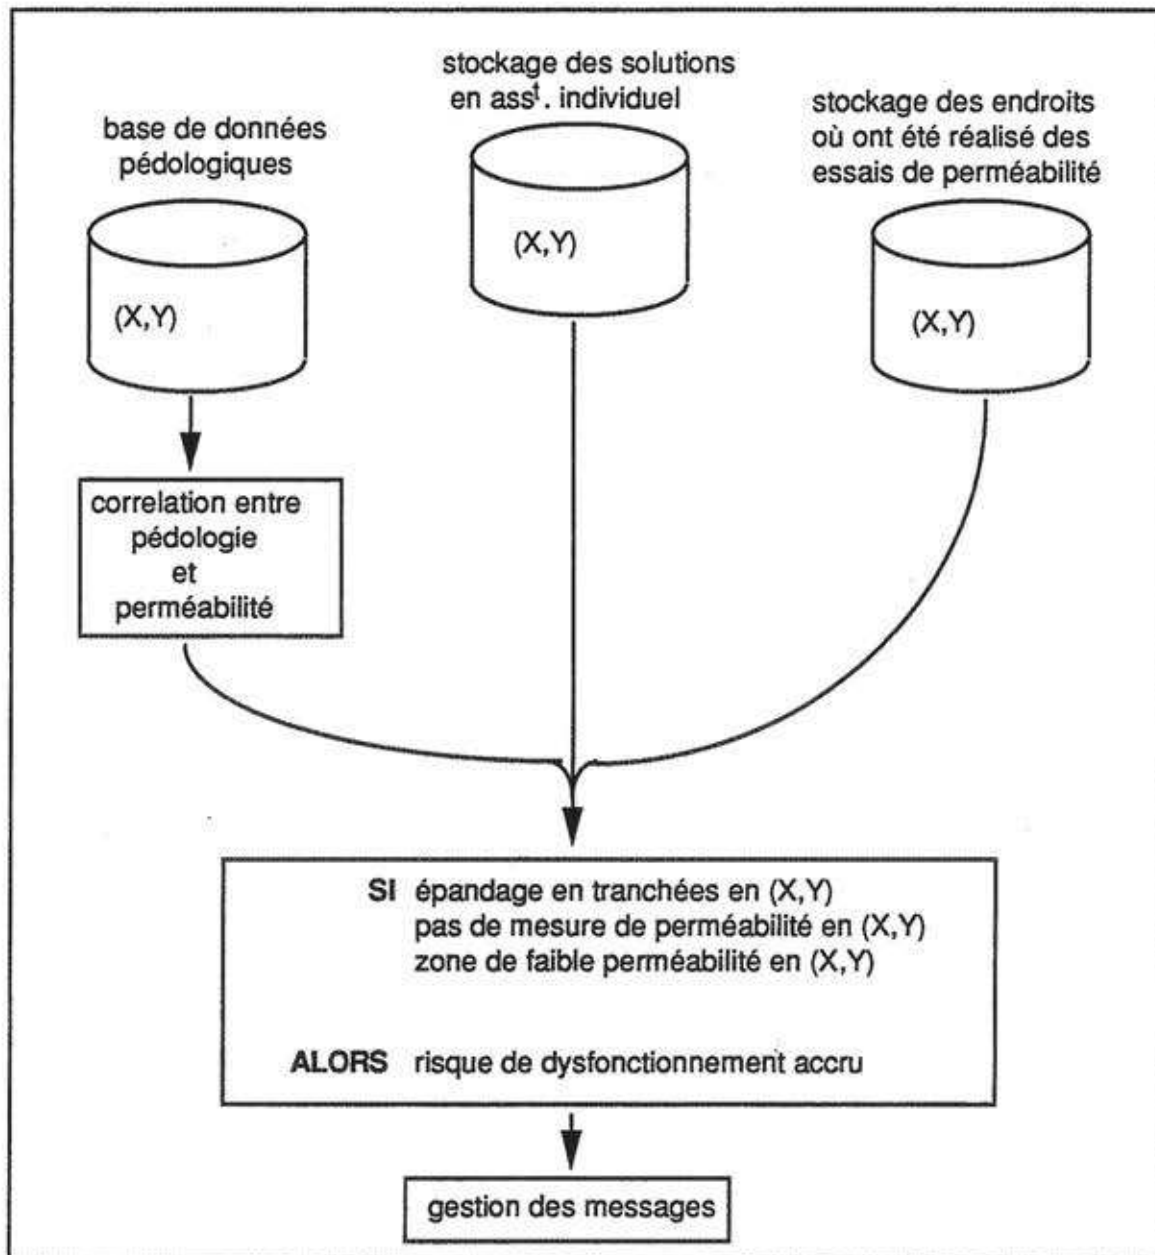 stockage des solutions
en ass^t. individuel
base de données
pédologiques
stockage des endroits
où ont été réalisé des
essais de perméabilité
(X,Y)
(X,Y)
(X,Y)
correlation entre
pédologie
et
perméabilité
SI épandage en tranchées en (X,Y)
pas de mesure de perméabilité en (X,Y)
zone de faible perméabilité en (X,Y)
ALORS risque de dysfonctionnement accru
gestion des messages